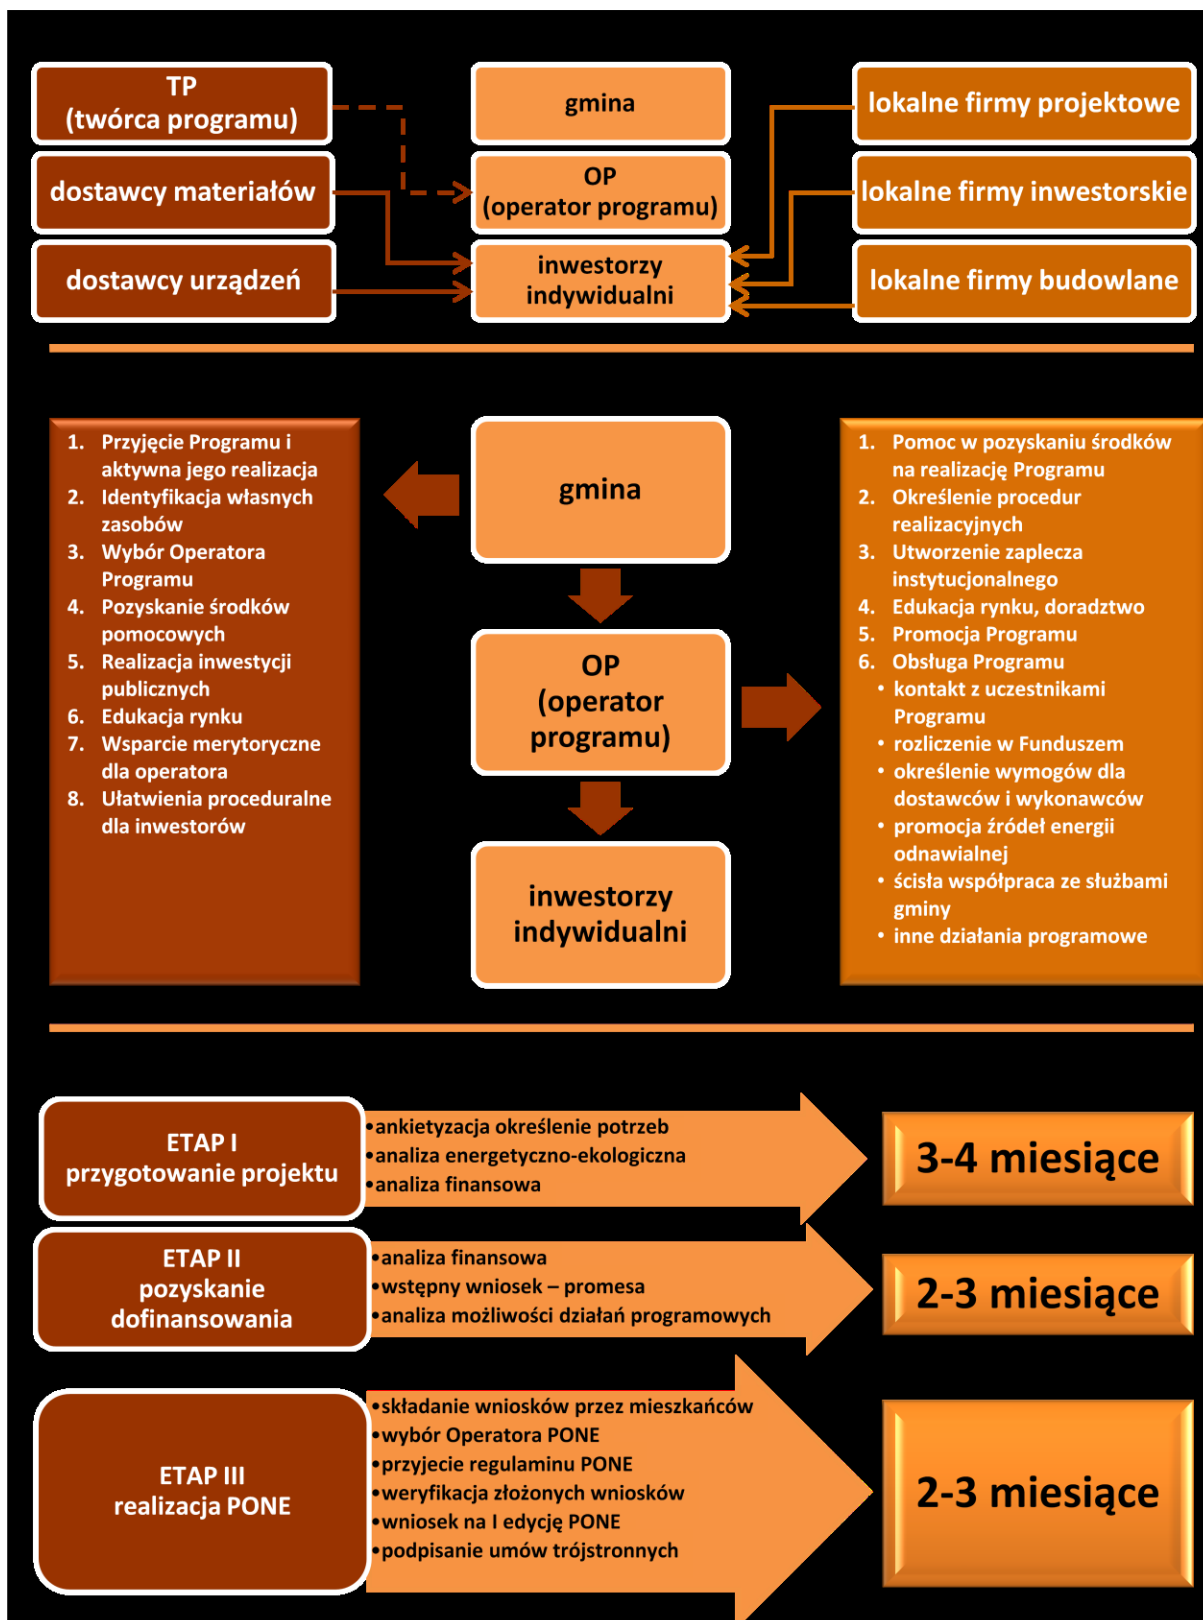 TP
(twórca programu)
gmina
lokalne firmy projektowe
dostawcy materiałów
OP
(operator programu)
lokalne firmy inwestorskie
dostawcy urządzeń
inwestorzy
indywidualni
lokalne firmy budowlane
1. Przyjęcie Programu i
aktywna jego realizacja
2. Identyfikacja własnych
zasobów
3. Wybór Operatora
Programu
4. Pozyskanie środków
pomocowych
5. Realizacja inwestycji
publicznych
6. Edukacja rynku
7. Wsparcie merytoryczne
dla operatora
8. Ułatwienia proceduralne
dla inwestorów
gmina
OP
(operator
programu)
inwestorzy
indywidualni
1. Pomoc w pozyskaniu środków
na realizację Programu
2. Określenie procedur
realizacyjnych
3. Utworzenie zaplecza
instytucjonalnego
4. Edukacja rynku, doradztwo
5. Promocja Programu
6. Obsługa Programu
• kontakt z uczestnikami
Programu
• rozliczenie w Funduszem
• określenie wymogów dla
dostawców i wykonawców
• promocja źródeł energii
odnawialnej
• ścisła współpraca ze służbami
gminy
• inne działania programowe
ETAP I
przygotowanie projektu
•ankietyzacja określenie potrzeb
•analiza energetyczno-ekologiczna
•analiza finansowa
3-4 miesiące
ETAP II
pozyskanie
dofinansowania
•analiza finansowa
•wstępny wniosek – promesa
•analiza możliwości działań programowych
2-3 miesiące
ETAP III
realizacja PONE
•składanie wniosków przez mieszkańców
•wybór Operatora PONE
•przyjecie regulaminu PONE
•weryfikacja złożonych wniosków
•wniosek na I edycję PONE
•podpisanie umów trójstronnych
2-3 miesiące